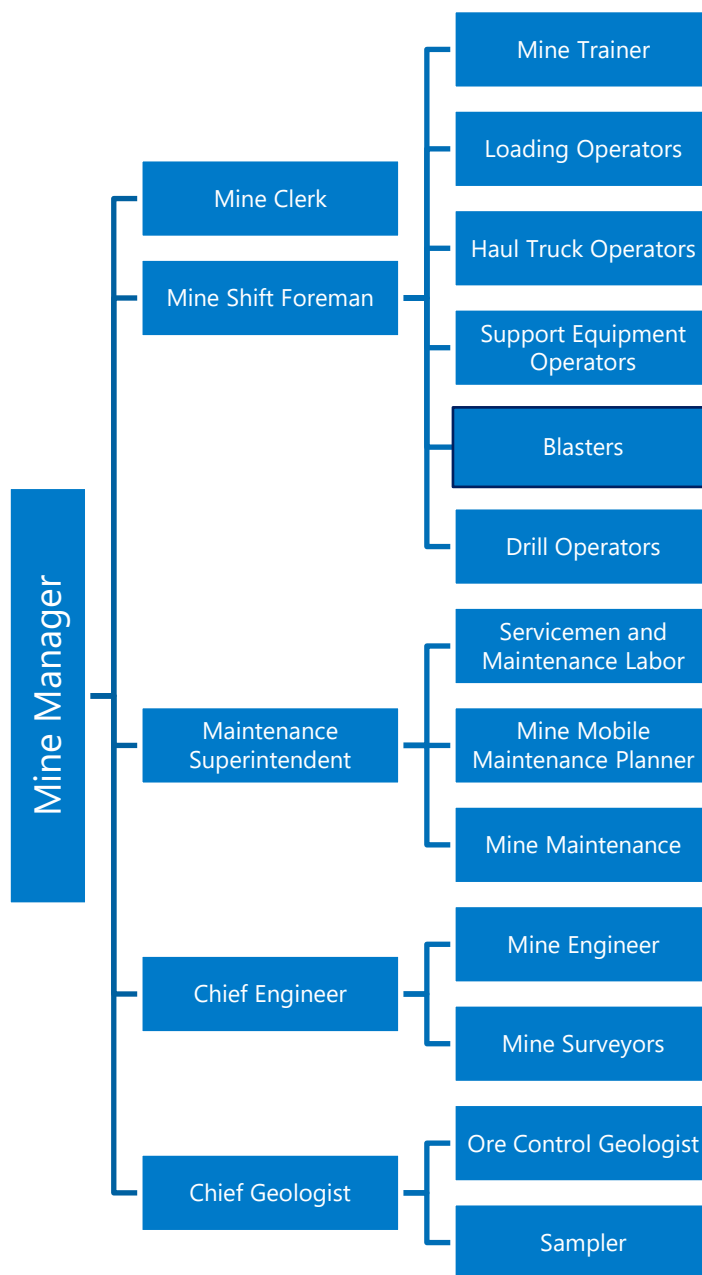 Mine Manager
Mine Clerk
Mine Shift Foreman
Mine Trainer
Loading Operators
Haul Truck Operators
Support Equipment
Operators
Blasters
Drill Operators
Maintenance
Superintendent
Servicemen and
Maintenance Labor
Mine Mobile
Maintenance Planner
Mine Maintenance
Chief Engineer
Mine Engineer
Mine Surveyors
Chief Geologist
Ore Control Geologist
Sampler